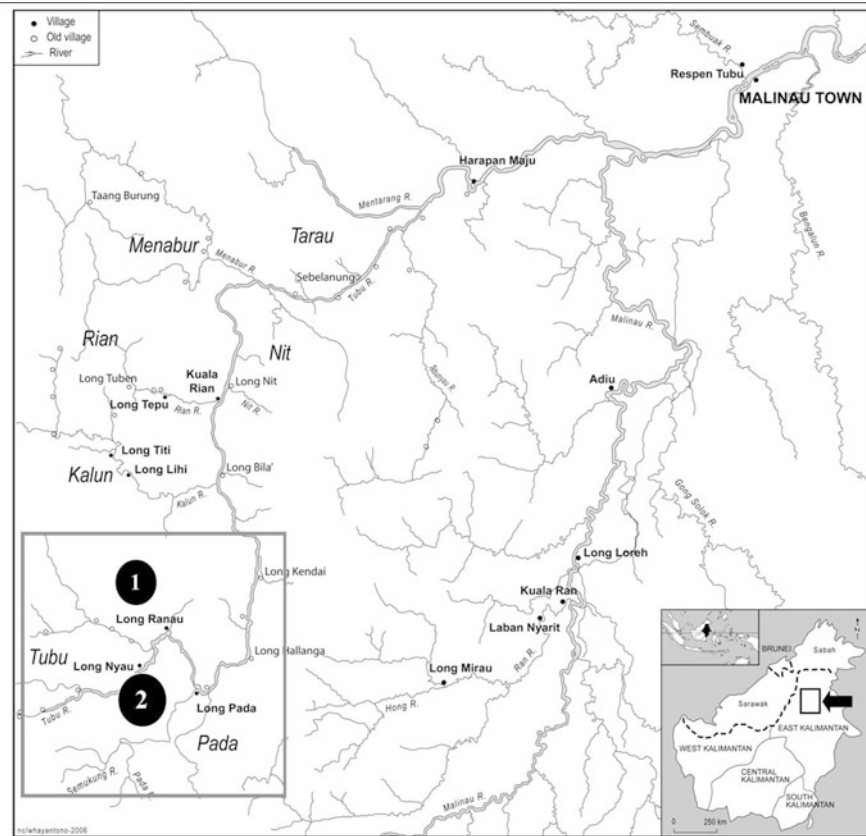 Village
Old village
River
Sembuak R.
Respen Tubu
MALINAU TOWN
Harapan Maju
Mentarang R.
Taang Burung
Tarau
Menabur
Menabur R.
Bengalun R.
Sebelanung
Tubu R.
Malinau R.
Rian
Nit
Kuala
Rian
Long Tuben
Long Nit
Adiu
Long Tepu
Rian R.
Nit R.
Long Titi
Kalun
Long Lihi
Long Bila'
Kalun R.
Gong Solok R.
Long Loreh
1
Long Kendai
Kuala Ran
Long Ranau
Laban Nyarit
Tubu
Long Nyau
Long Hallanga
Ran R.
Long Mirau
2
Long Pada
Hong R.
Tubu R.
Pada
Semukung R.
Malinau R.
N
BRUNEI
Sabah
Sarawak
EAST KALIMANTAN
WEST KALIMANTAN
CENTRAL
KALIMANTAN
SOUTH
KALIMANTAN
0 250 km